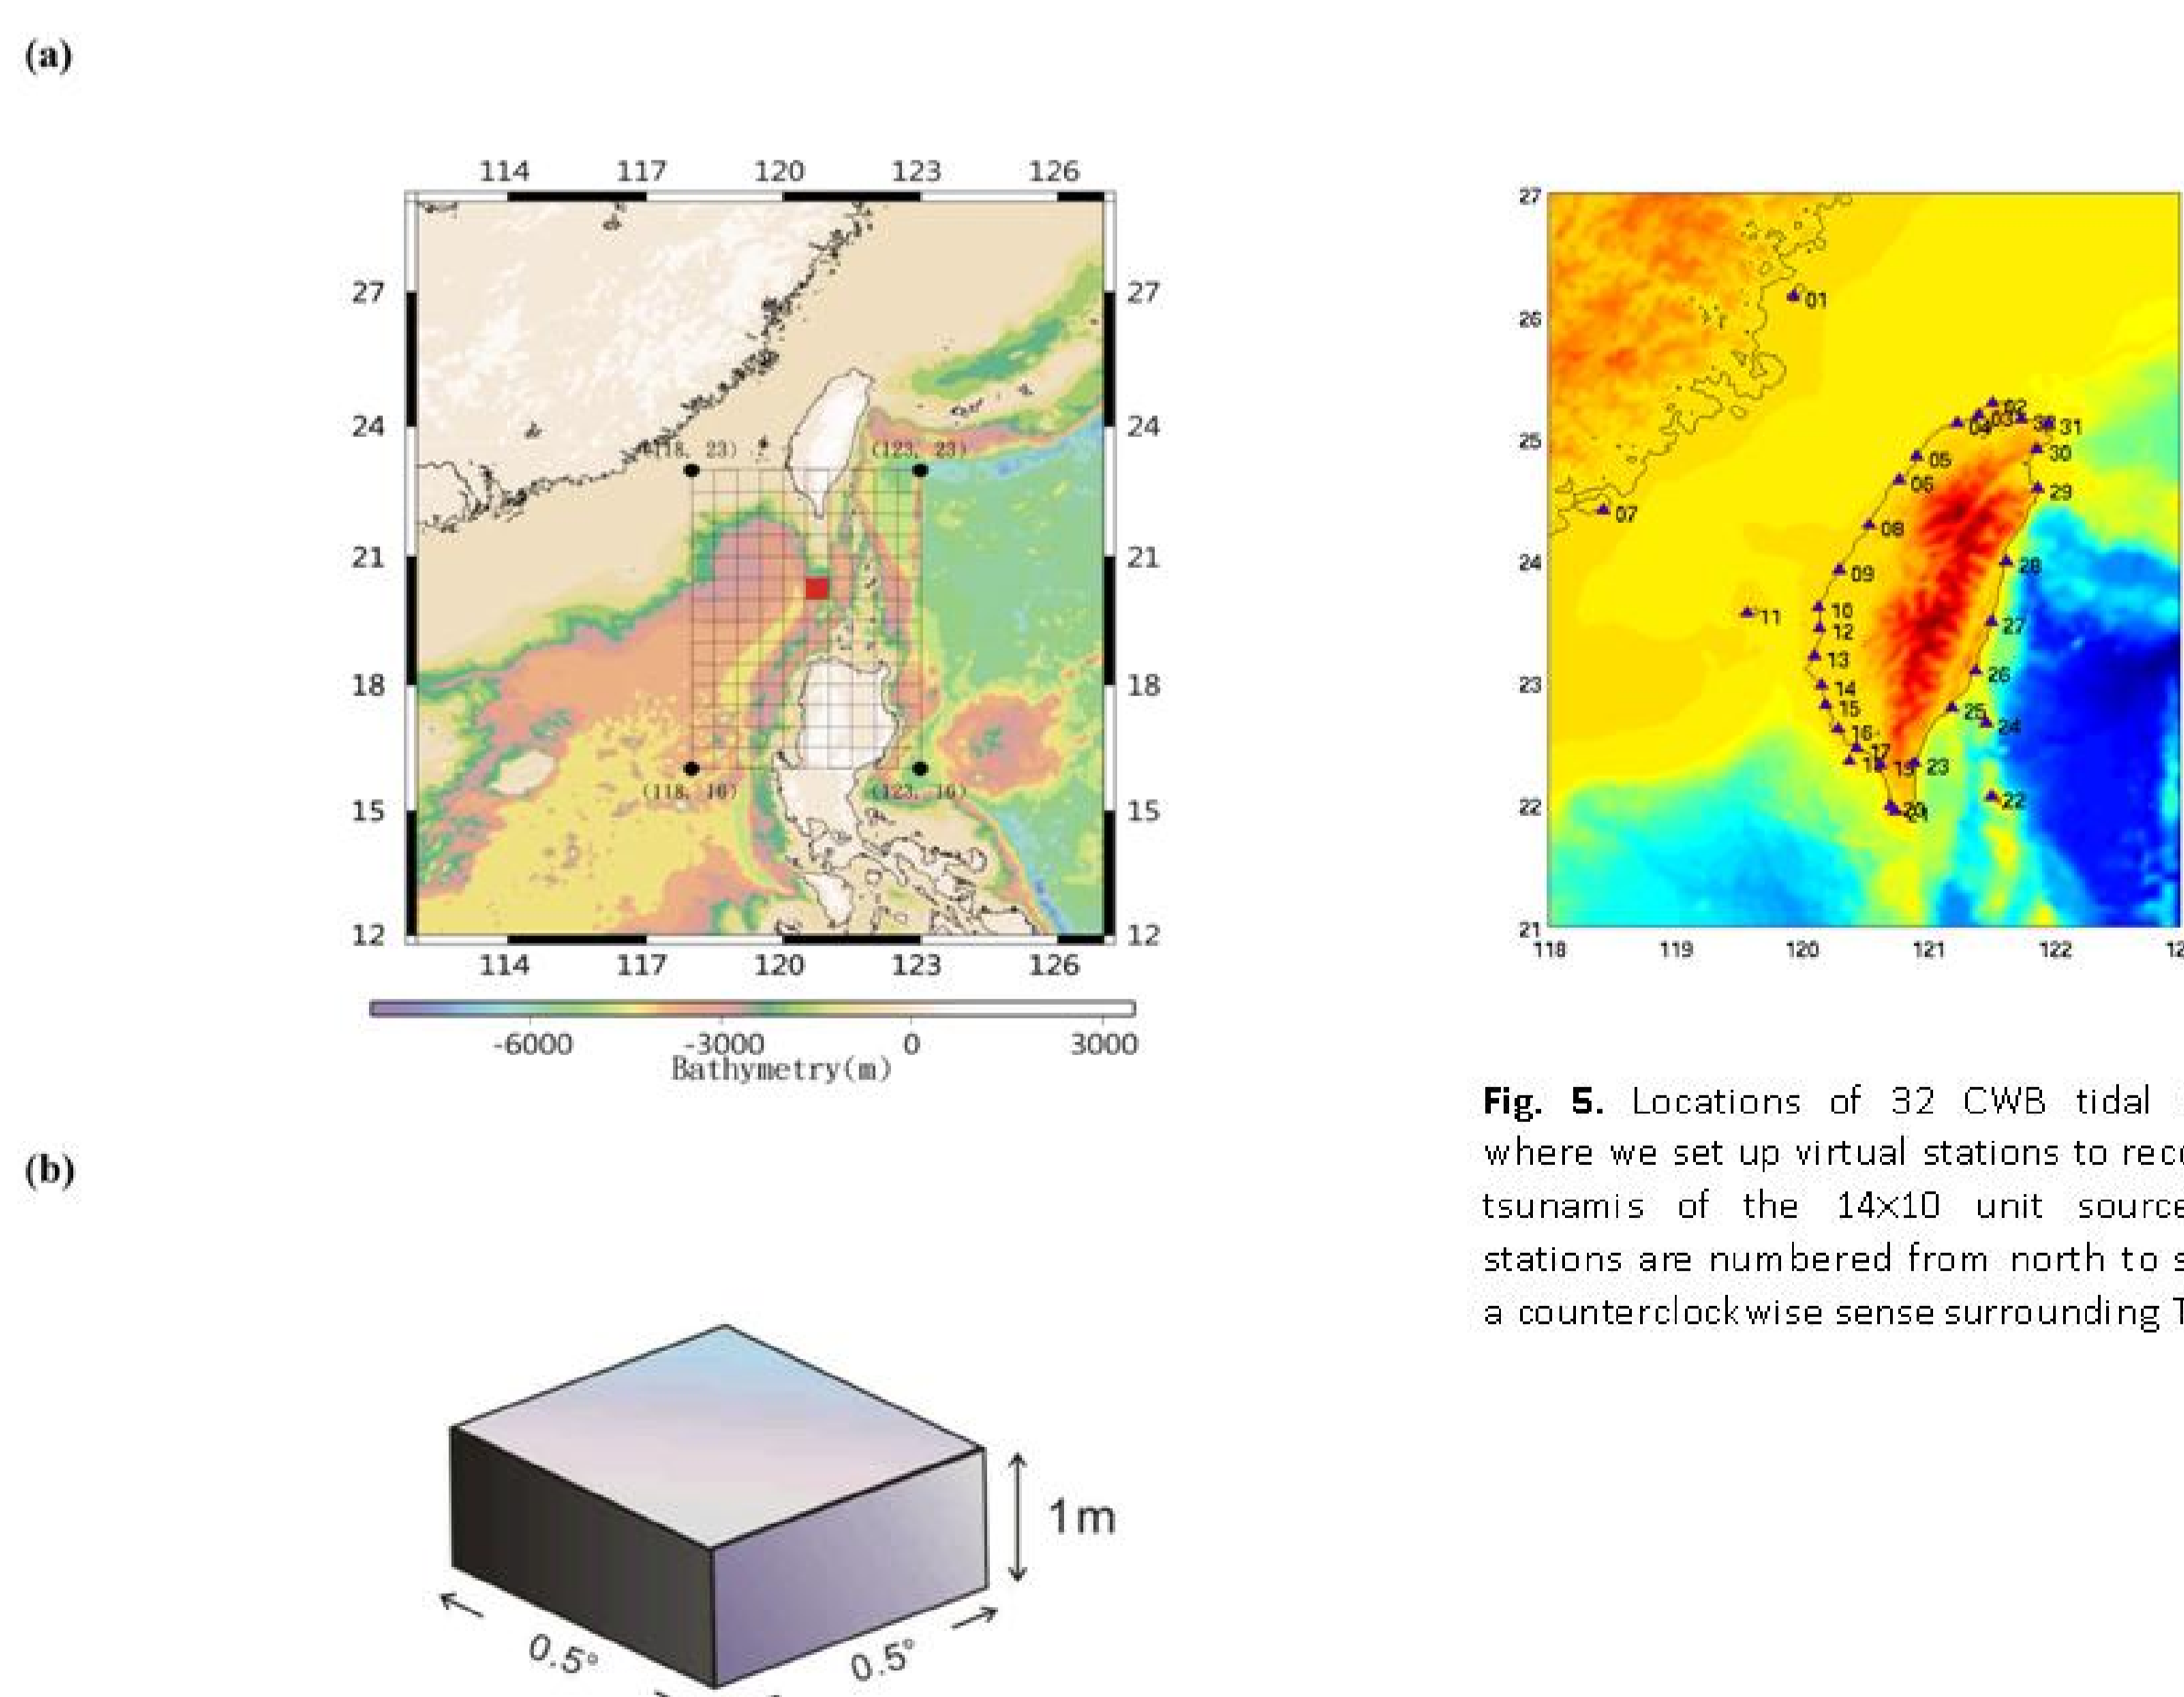 (a)
114 117 120 123 126
27 27
24 24
(118, 23) (123, 23)
21 21
18 18
(118, 16) (123, 16)
15 15
12 12
114 117 120 123 126
-6000 -3000 0 3000
Bathymetry(m)
(b)
1m
0.5° 0.5°
27
26
25
24
23
22
21
118 119 120 121 122
01
02
03
04
31
30
05
06
29
07
08
28
09
10
11
12
27
13
26
14
15
25
24
16
17
19
23
22
20
Fig. 5. Locations of 32 CWB tidal
where we set up virtual stations to
tsunamis of the 14×10 unit
stations are numbered from north to
a counterclockwise sense surrounding